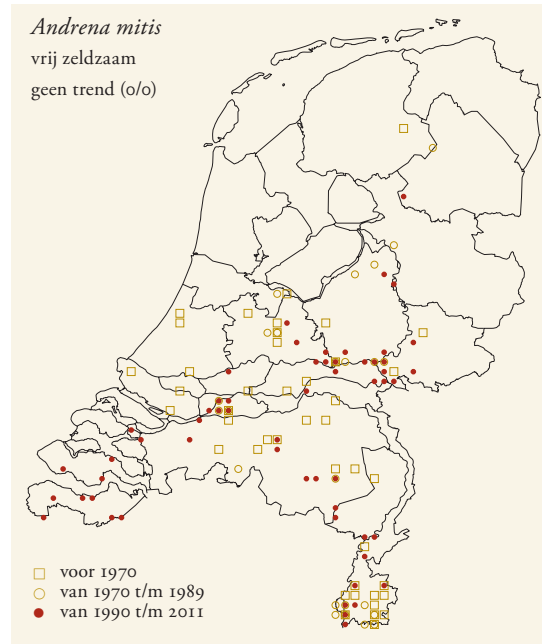 Andrena mitis
vrij zeldzaam
geen trend (0/0)
voor 1970
van 1970 t/m 1989
van 1990 t/m 2011